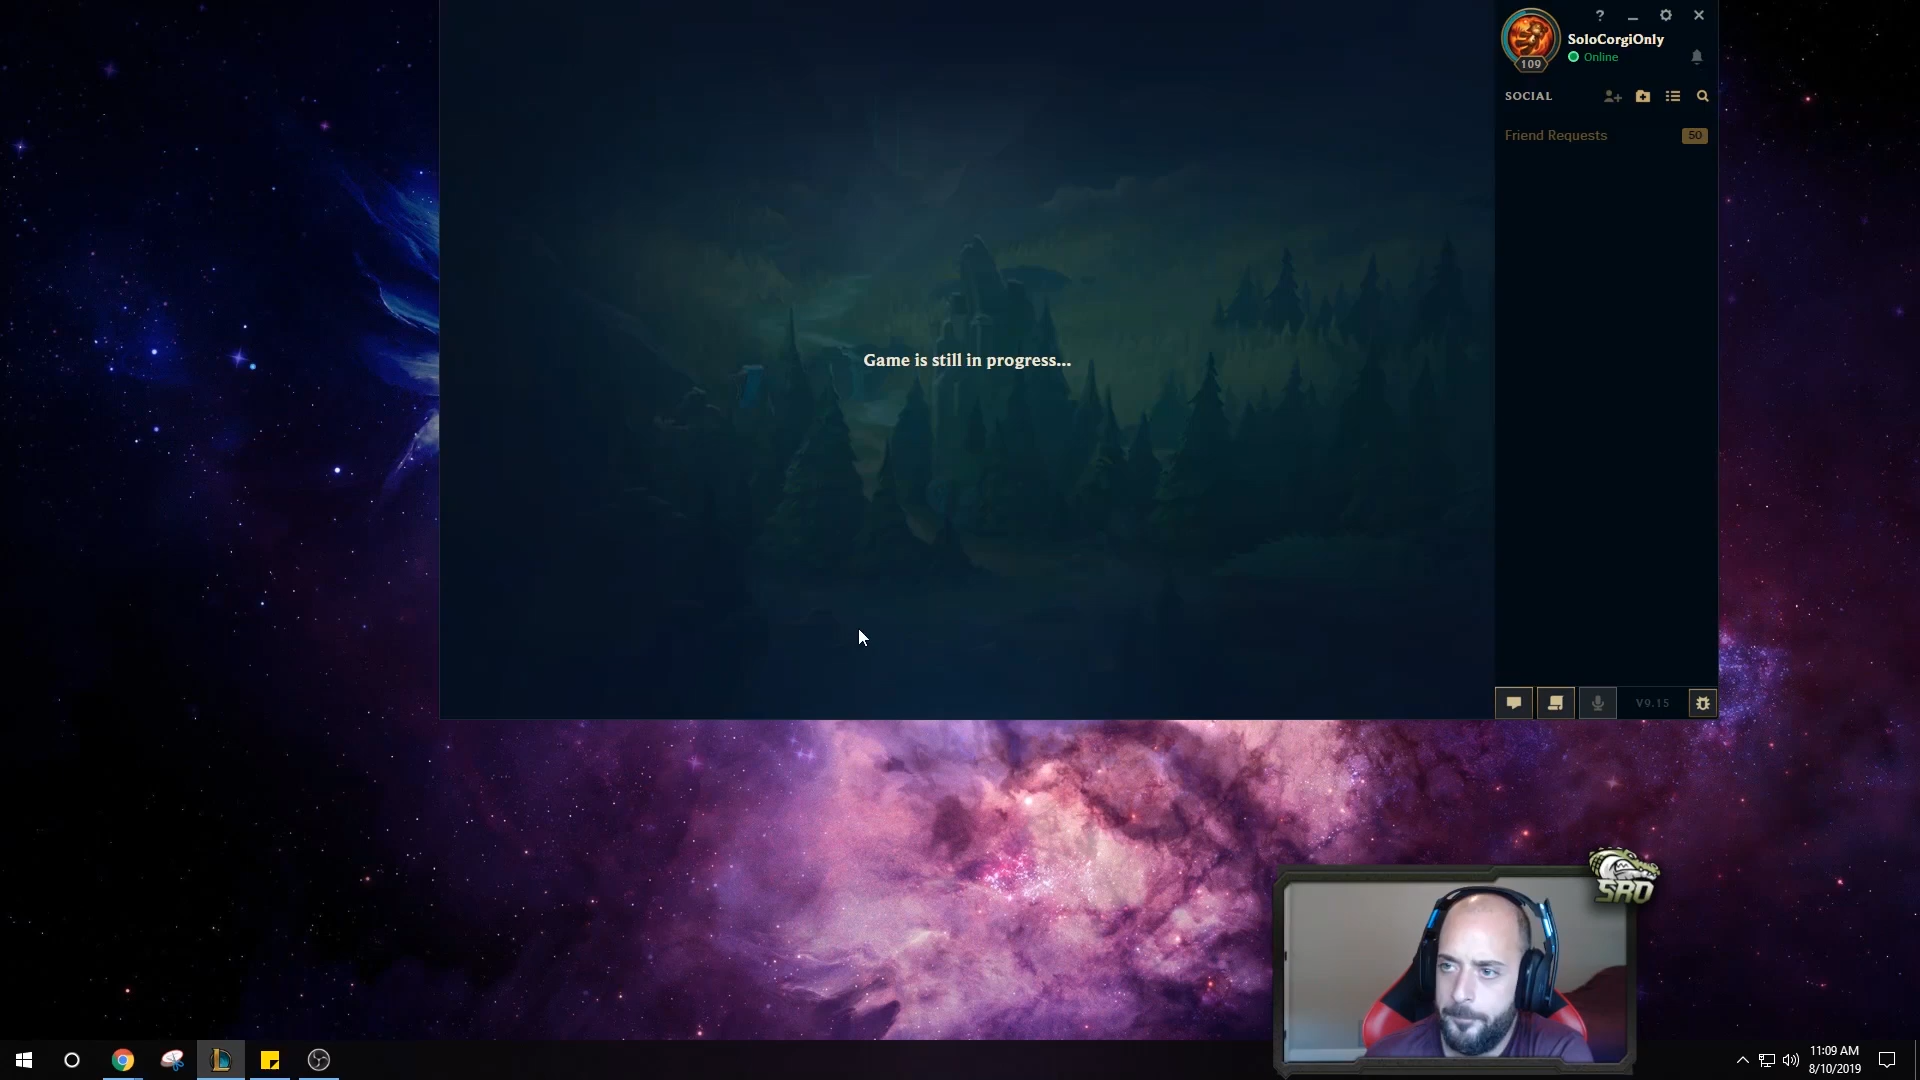 ?
SoloCorgiOnly
109
Online
SOCIAL
Friend Requests
50
Game is still in progress...
V9.15
SRO
11:09 AM
8/10/2019